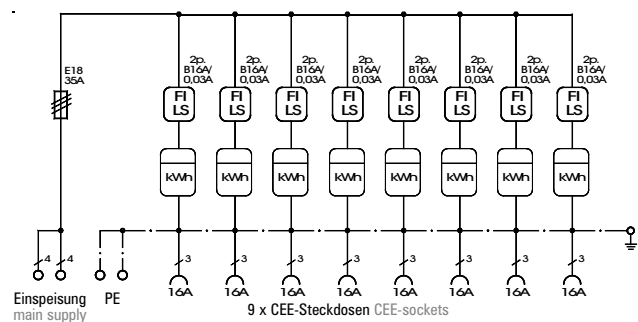 E18
35A
2p. 2p. 2p. 2p. 2p. 2p. 2p. 2p.
B16A/ B16A/ B16A/ B16A/ B16A/ B16A/ B16A/ B16A/
0,03A 0,03A 0,03A 0,03A 0,03A 0,03A 0,03A 0,03A
FI FI FI FI FI FI FI FI
LS LS LS LS LS LS LS LS
kWh kWh kWh kWh kWh kWh kWh kWh
4 4 3 3 3 3 3 3 3 3
16A 16A 16A 16A 16A 16A 16A 16A
Einspeisung PE
main supply
9 x CEE-Steckdosen CEE-sockets